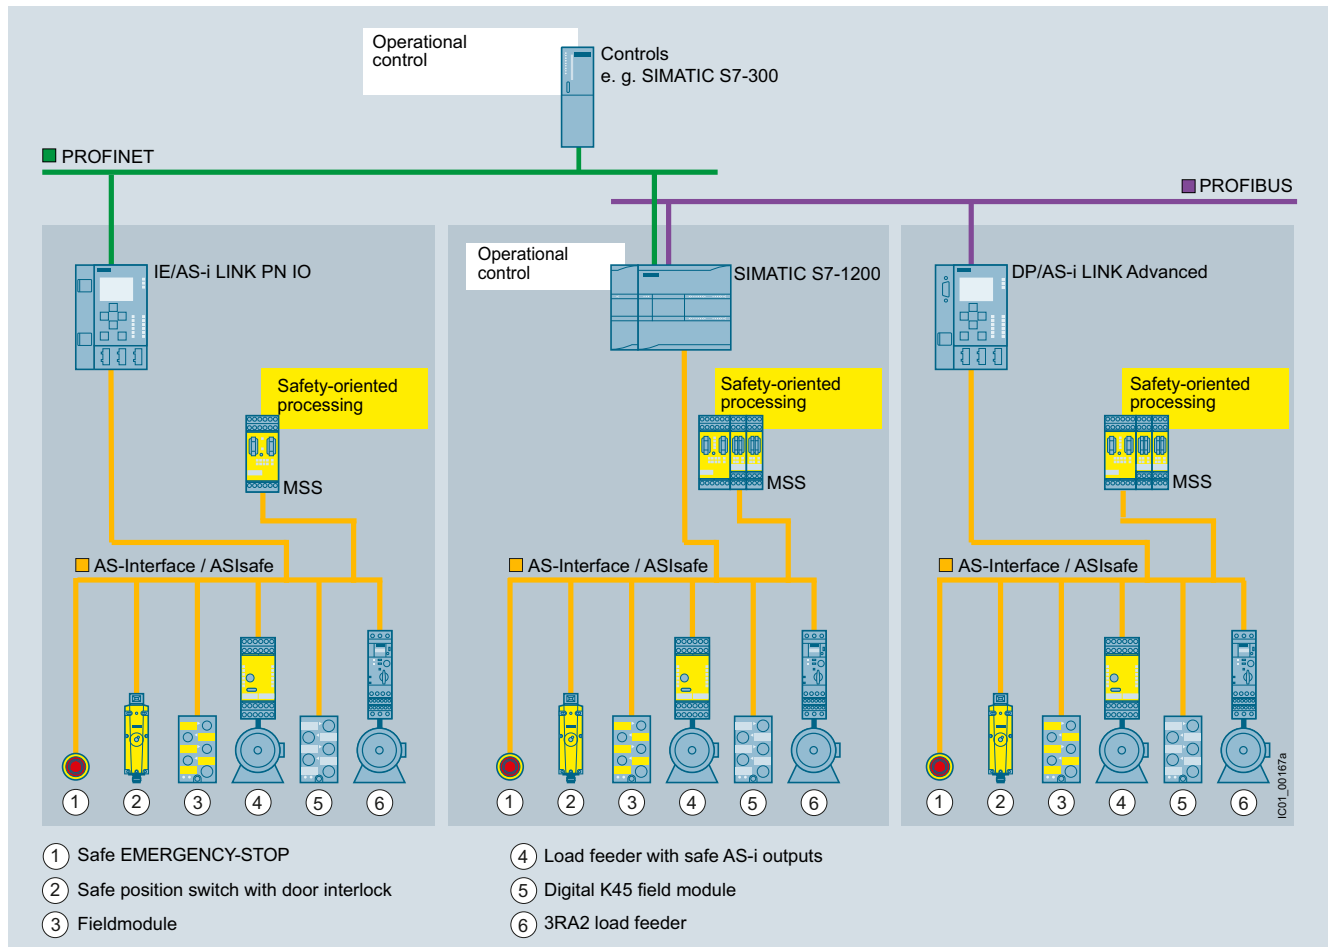 Operational
control
Controls
e. g. SIMATIC S7-300
PROFINET
PROFIBUS
IE/AS-i LINK PN IO
Operational
control
SIMATIC S7-1200
DP/AS-i LINK Advanced
Safety-oriented
processing
MSS
Safety-oriented
processing
MSS
Safety-oriented
processing
MSS
AS-Interface / ASIsafe
AS-Interface / ASIsafe
AS-Interface / ASIsafe
1 2 3 4 5 6
1 2 3 4 5 6
1 2 3 4 5 6
IC01_00167a
1 Safe EMERGENCY-STOP
2 Safe position switch with door interlock
3 Fieldmodule
4 Load feeder with safe AS-i outputs
5 Digital K45 field module
6 3RA2 load feeder